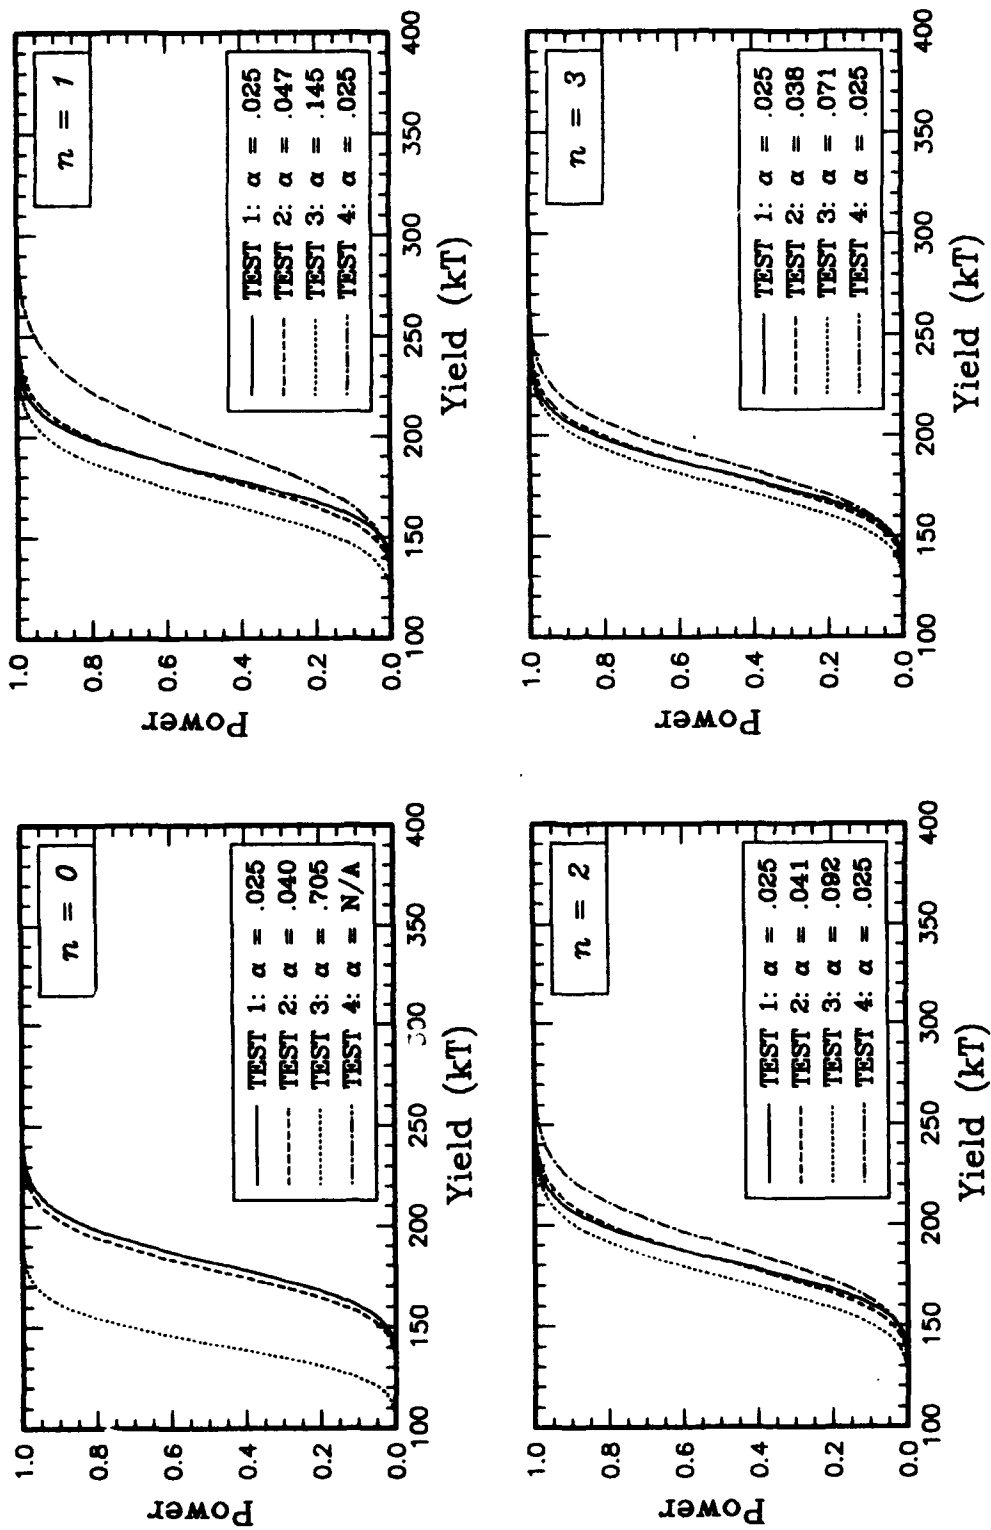 n = 0
TEST 1: α = .025
TEST 2: α = .040
TEST 3: α = .705
TEST 4: α = N/A
Power
1.0
0.8
0.6
0.4
0.2
0.0
100 150 200 250 300 350 400
Yield (kT)
n = 1
TEST 1: α = .025
TEST 2: α = .047
TEST 3: α = .145
TEST 4: α = .025
Power
1.0
0.8
0.6
0.4
0.2
0.0
100 150 200 250 300 350 400
Yield (kT)
n = 2
TEST 1: α = .025
TEST 2: α = .041
TEST 3: α = .092
TEST 4: α = .025
Power
1.0
0.8
0.6
0.4
0.2
0.0
100 150 200 250 300 350 400
Yield (kT)
n = 3
TEST 1: α = .025
TEST 2: α = .038
TEST 3: α = .071
TEST 4: α = .025
Power
1.0
0.8
0.6
0.4
0.2
0.0
100 150 200 250 300 350 400
Yield (kT)